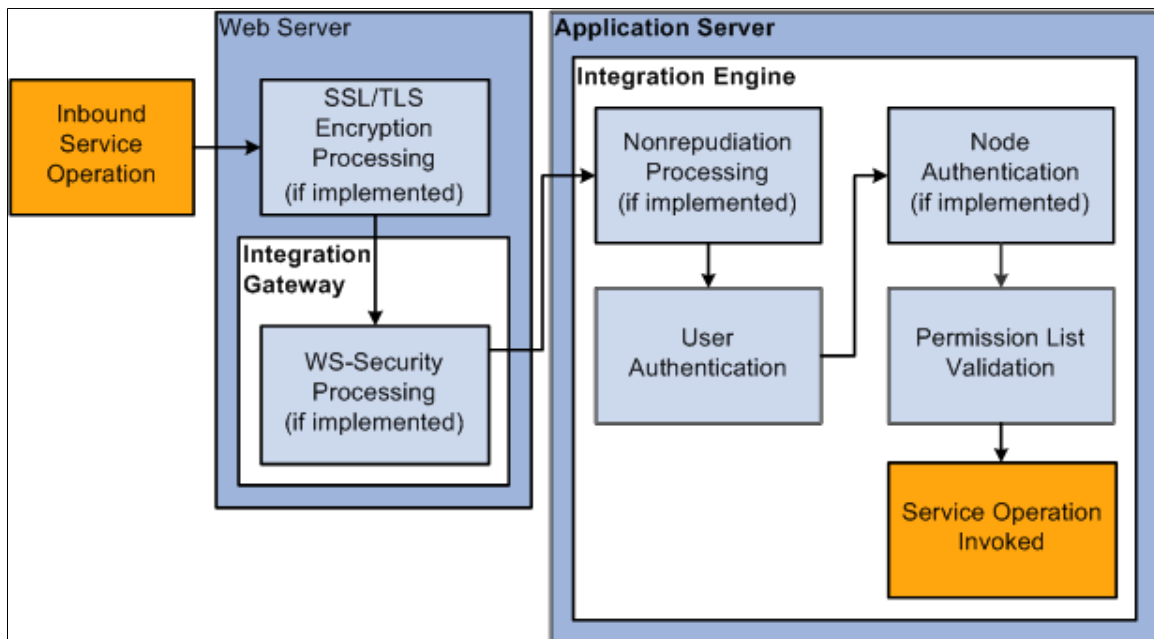 Web Server
Application Server
Inbound
Service
Operation
SSL/TLS
Encryption
Processing
(if implemented)
Integration
Gateway
WS-Security
Processing
(if implemented)
Integration Engine
Nonrepudiation
Processing
(if implemented)
User
Authentication
Node
Authentication
(if implemented)
Permission List
Validation
Service Operation
Invoked